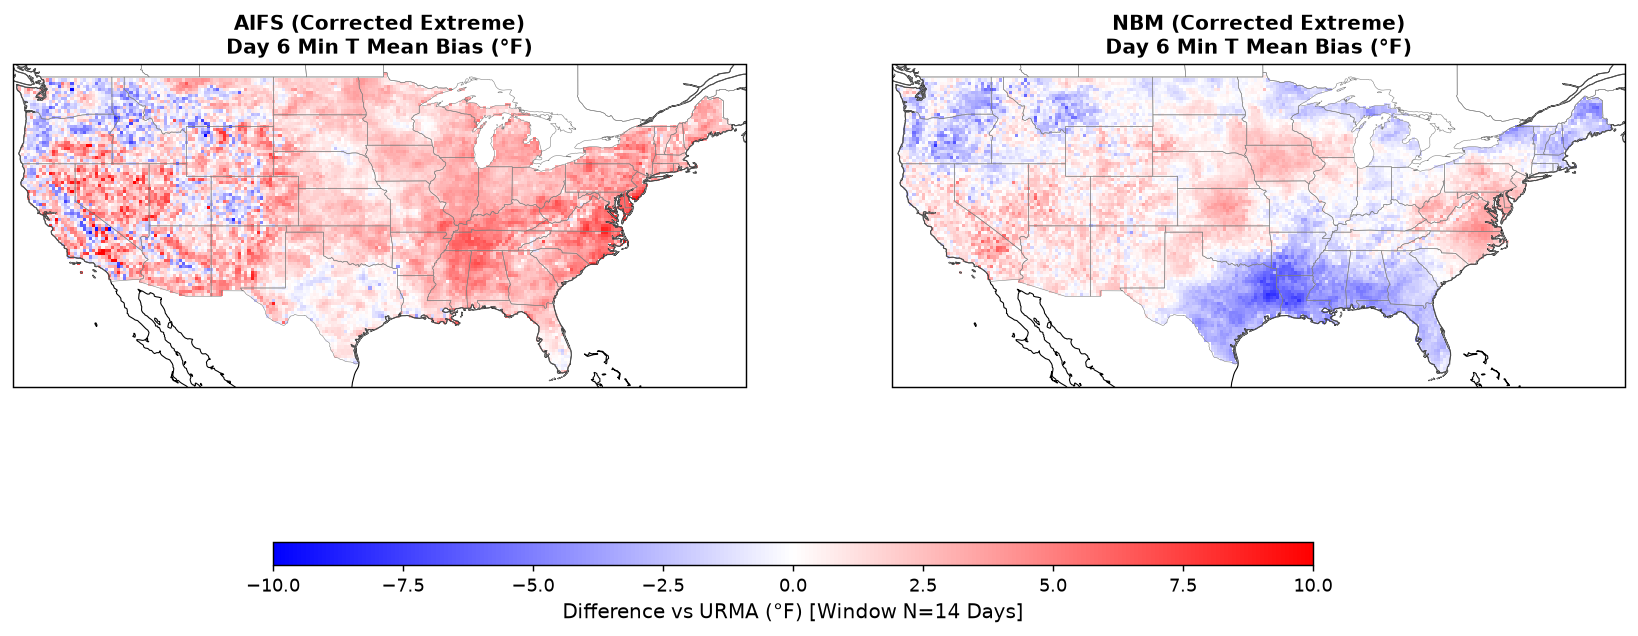 AIFS (Corrected Extreme)
Day 6 Min T Mean Bias (°F)
NBM (Corrected Extreme)
Day 6 Min T Mean Bias (°F)
−10.0 −7.5 −5.0 −2.5 0.0 2.5 5.0 7.5 10.0
Difference vs URMA (°F) [Window N=14 Days]